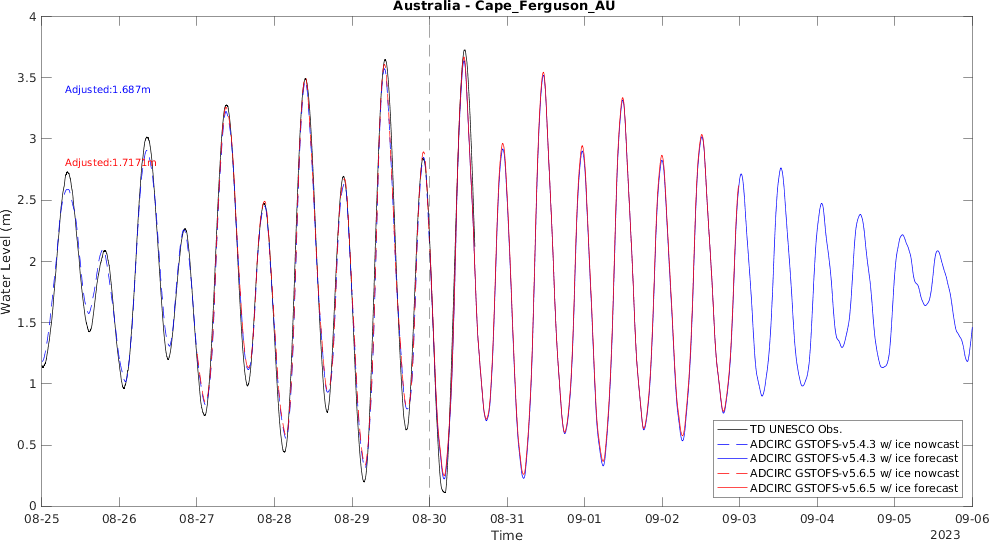 Australia - Cape_Ferguson_AU
4
3.5
Adjusted:1.687m
3
Adjusted:1.7171m
2.5
2
1.5
1
0.5
0
Water Level (m)
TD UNESCO Obs.
ADCIRC GSTOFS-v5.4.3 w/ ice nowcast
ADCIRC GSTOFS-v5.4.3 w/ ice forecast
ADCIRC GSTOFS-v5.6.5 w/ ice nowcast
ADCIRC GSTOFS-v5.6.5 w/ ice forecast
08-25 08-26 08-27 08-28 08-29 08-30 08-31 09-01 09-02 09-03 09-04 09-05 09-06
Time
2023